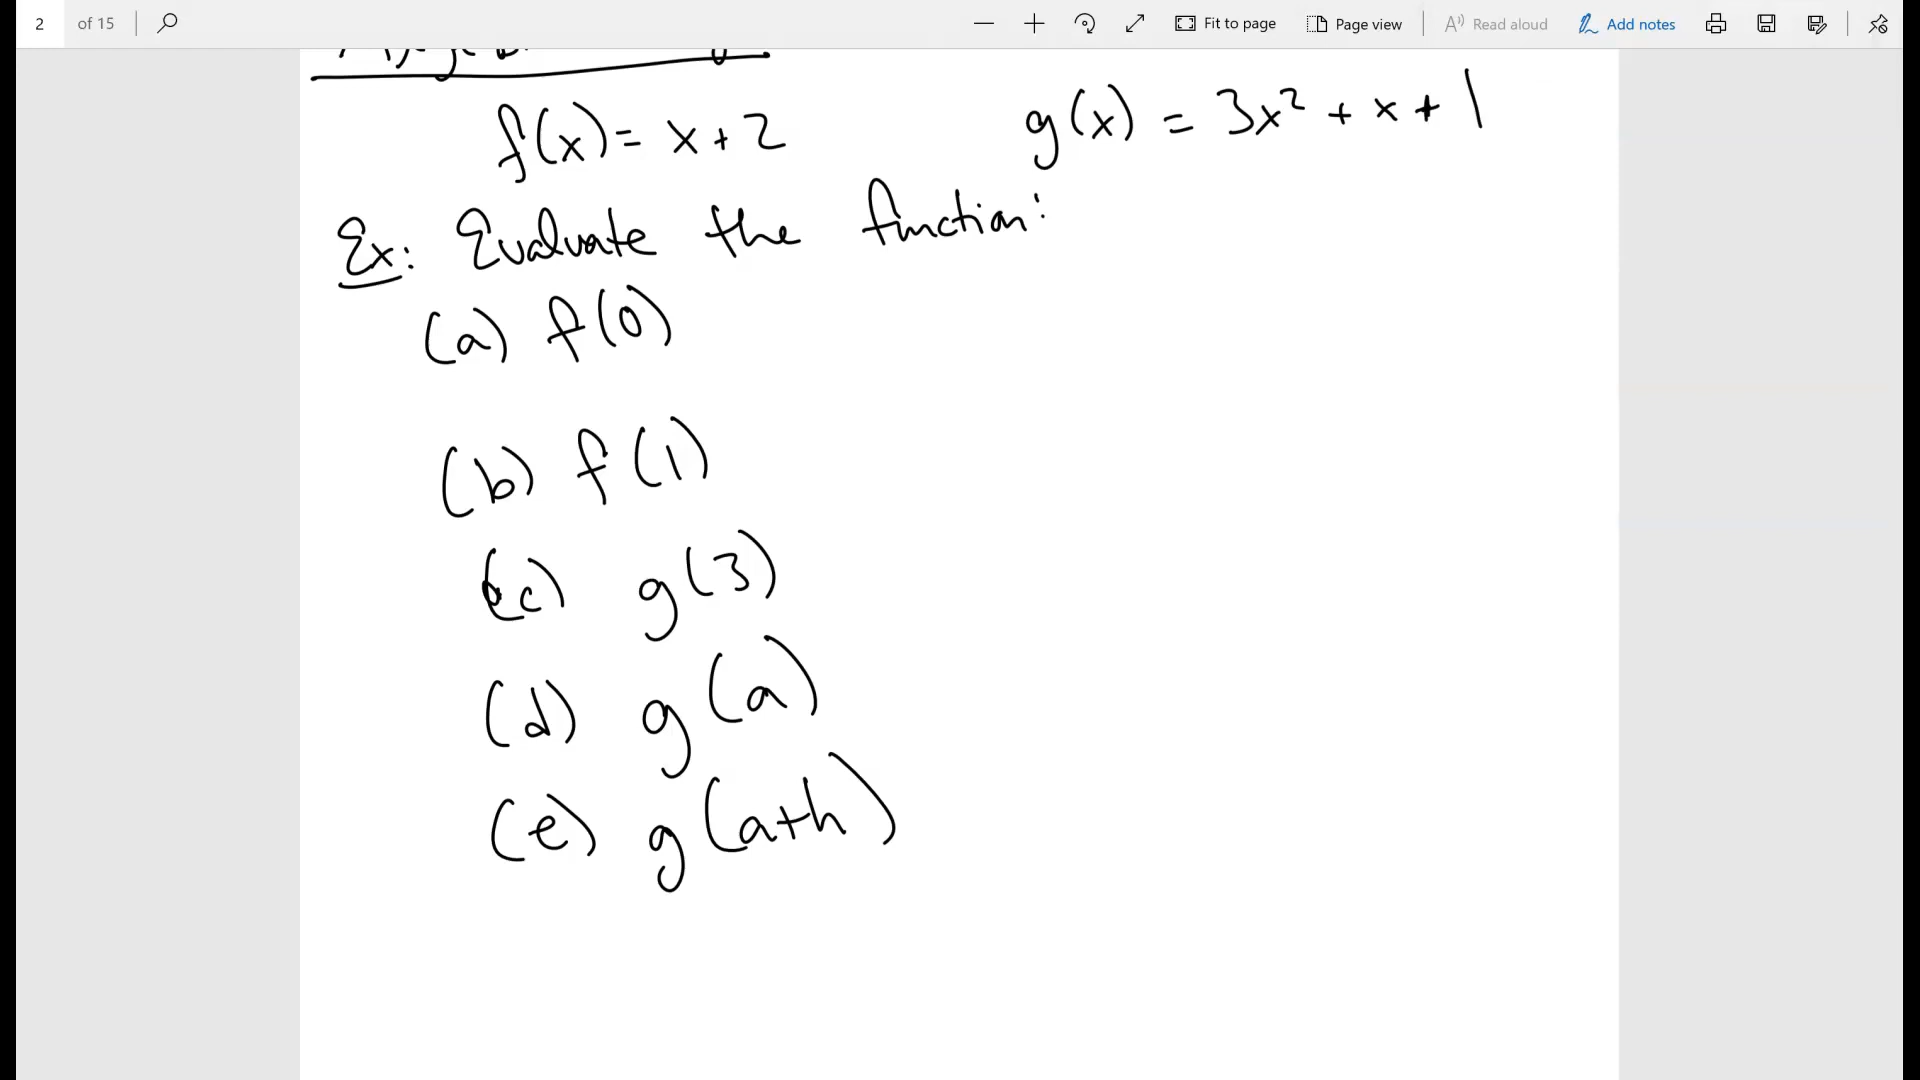 2 of 15 Fit to page Page view Read aloud Add notes
f(x) = x + 2 g(x) = 3x² + x + 1
Ex: Evaluate the function:
(a) f(0)
(b) f(1)
(c) g(3)
(d) g(a)
(e) g(a+h)